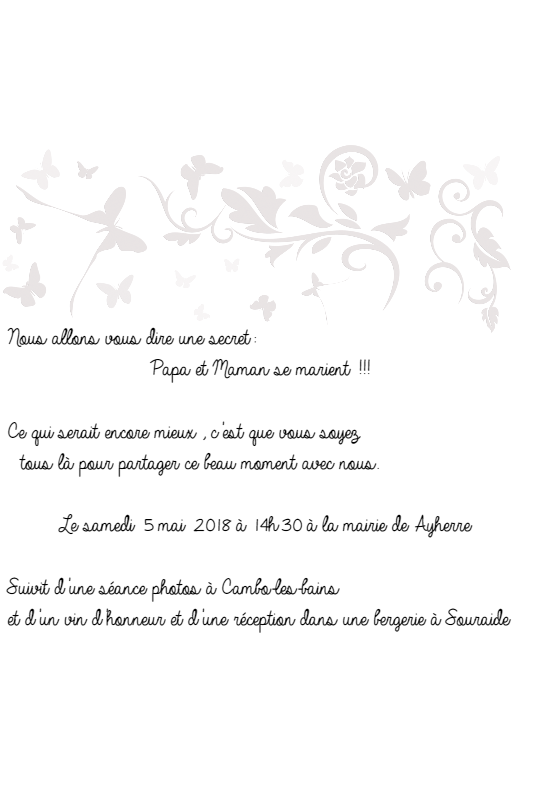 Nous allons vous dire une secret :
Papa et Maman se marient !!!
Ce qui serait encore mieux , c'est que vous soyez
tous là pour partager ce beau moment avec nous.
Le samedi 5 mai 2018 à 14h30 à la mairie de Ayherre
Suivit d'une séance photos à Cambo-les-bains
et d'un vin d'honneur et d'une réception dans une bergerie à Souraide